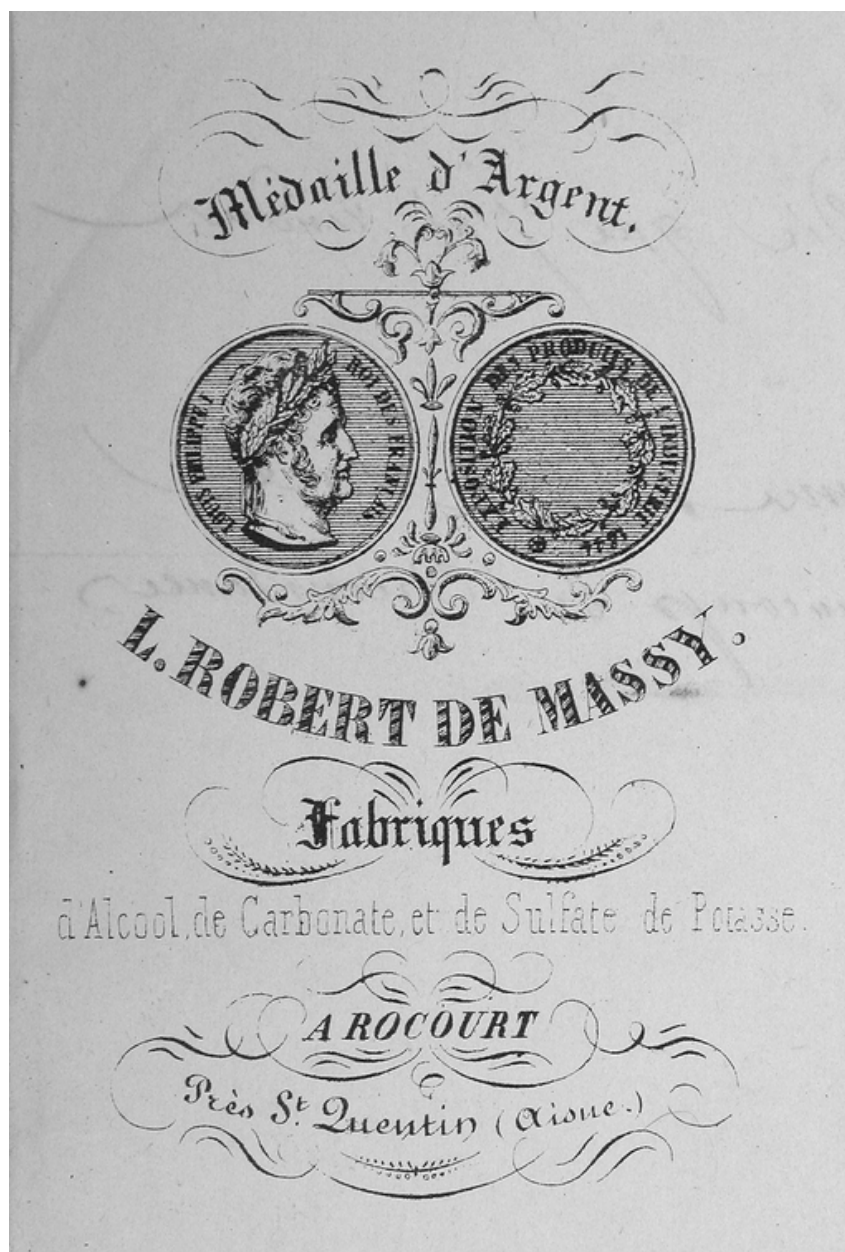 Médaille d'Argent.
LOUIS PHILIPPE I ROI DES FRANÇAIS.
EXPOSITION DES PRODUITS DE L'INDUSTRIE 1844
L. ROBERT DE MASSY.
Fabriques
d'Alcool, de Carbonate, et de Sulfate de Potasse.
A ROCOURT
Près St. Quentin (Aisne.)